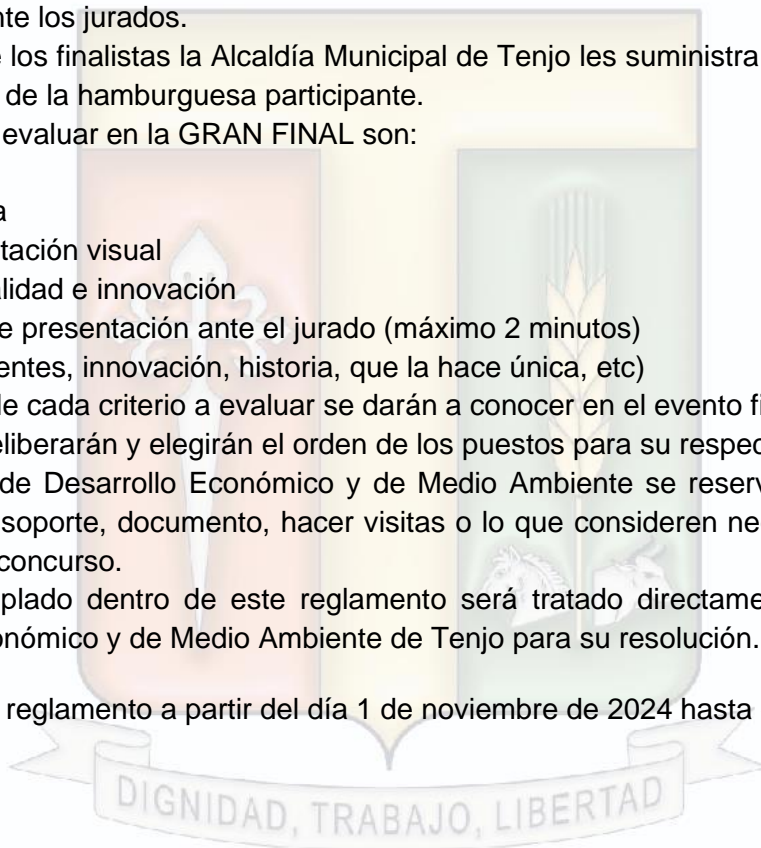 nte los jurados.
e los finalistas la Alcaldía Municipal de Tenjo les suministra
de la hamburguesa participante.
evaluar en la GRAN FINAL son:
a
tación visual
alidad e innovación
e presentación ante el jurado (máximo 2 minutos)
entes, innovación, historia, que la hace única, etc)
de cada criterio a evaluar se darán a conocer en el evento fi
eliberarán y elegirán el orden de los puestos para su respec
de Desarrollo Económico y de Medio Ambiente se reserv
soporte, documento, hacer visitas o lo que consideren ne
concurso.
plado dentro de este reglamento será tratado directame
onómico y de Medio Ambiente de Tenjo para su resolución.
reglamento a partir del día 1 de noviembre de 2024 hasta
DIGNIDAD, TRABAJO, LIBERTAD